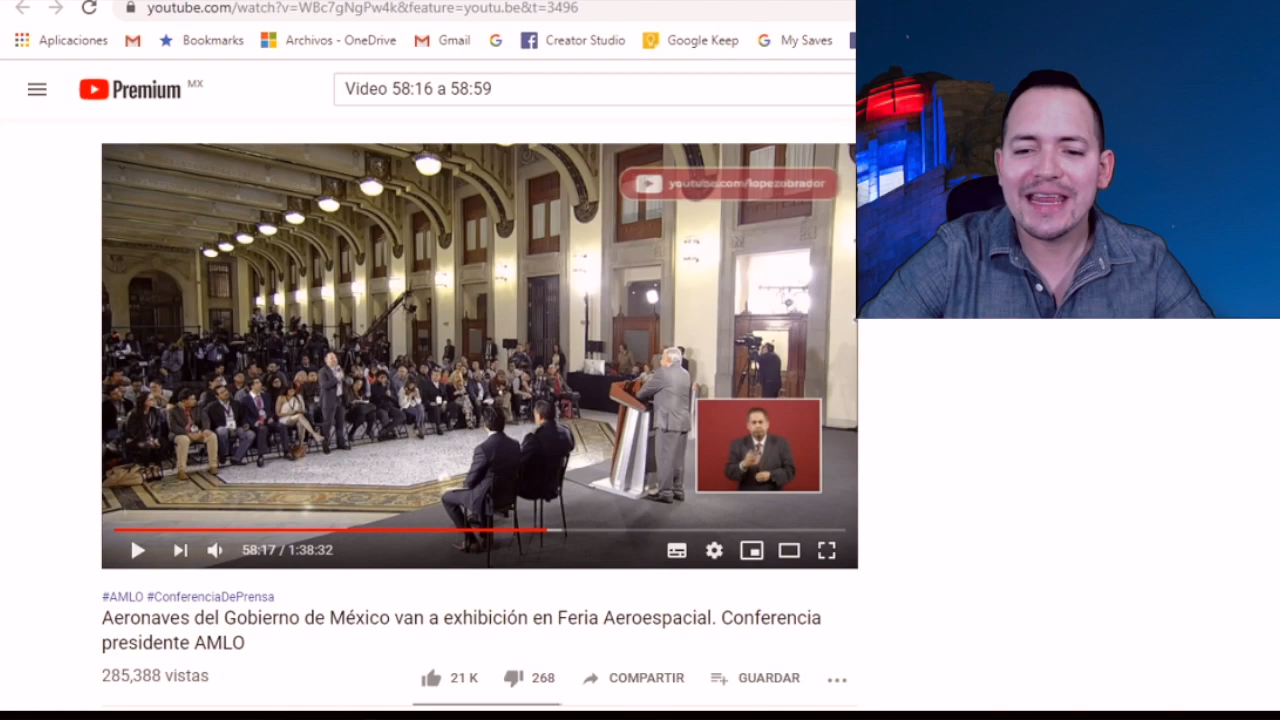 youtube.com/watch?v=WBc7gNgPw4k&feature=youtu.be&t=3496
Aplicaciones Bookmarks Archivos - OneDrive Gmail Creator Studio Google Keep My Saves
Premium MX Video 58:16 a 58:59
youtube.com/lopezobrador
58:17 / 1:38:32
#AMLO #ConferenciaDePrensa
Aeronaves del Gobierno de México van a exhibición en Feria Aeroespacial. Conferencia
presidente AMLO
285,388 vistas 21 K 268 COMPARTIR GUARDAR